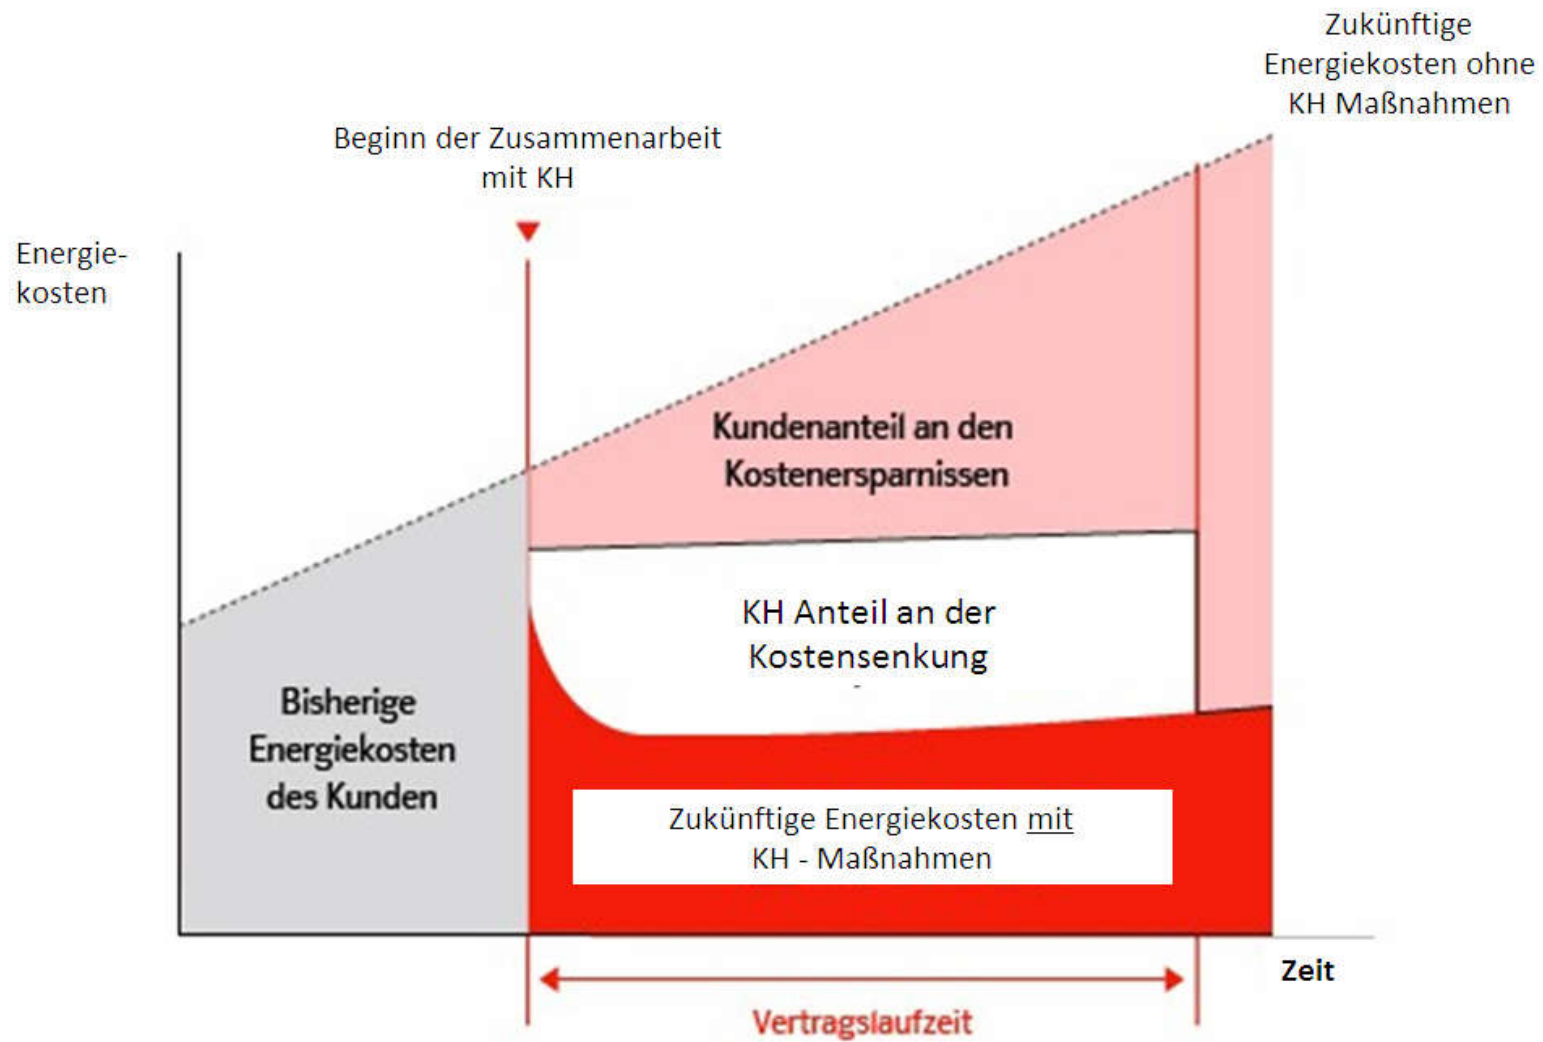 Zukünftige
Energiekosten ohne
KH Maßnahmen
Beginn der Zusammenarbeit
mit KH
Energie-
kosten
Kundenanteil an den
Kostenersparnissen
KH Anteil an der
Kostensenkung
Bisherige
Energiekosten
des Kunden
Zukünftige Energiekosten mit
KH - Maßnahmen
Zeit
Vertragslaufzeit